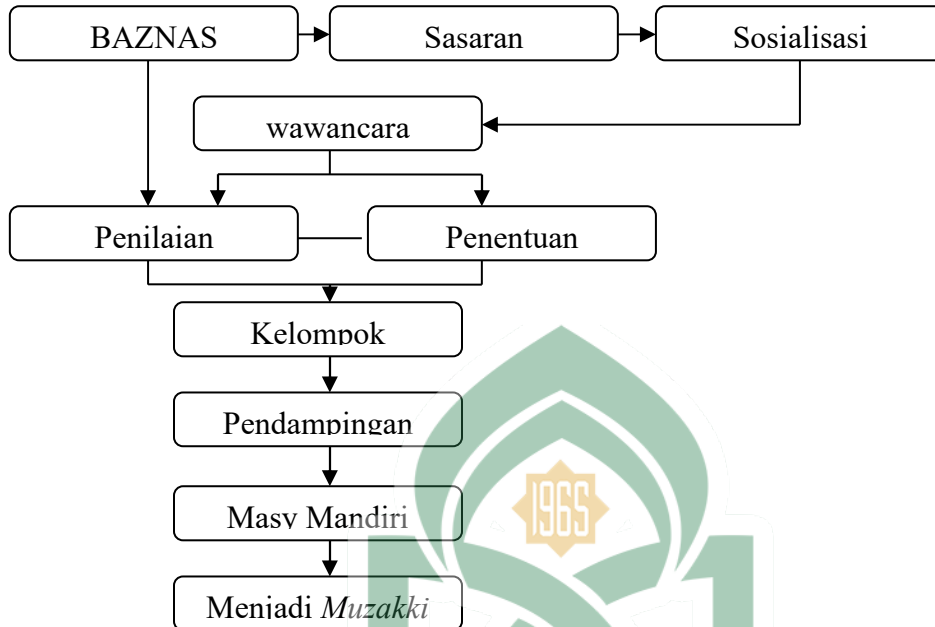 BAZNAS
Sasaran
Sosialisasi
wawancara
Penilaian
Penentuan
Kelompok
Pendampingan
Masy Mandiri
Menjadi Muzakki
1965